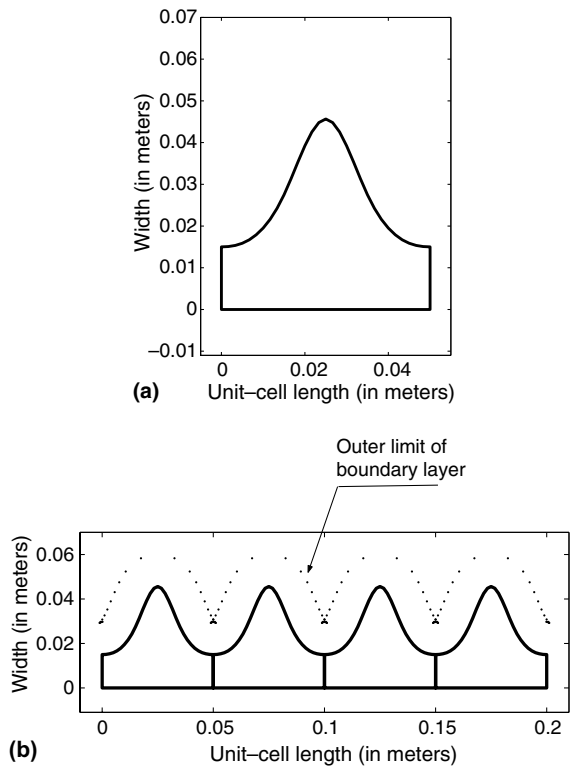 0.07
0.06
0.05
0.04
0.03
0.02
0.01
0
–0.01
Width (in meters)
0 0.02 0.04
(a) Unit–cell length (in meters)
Outer limit of
boundary layer
0.06
0.04
0.02
0
Width (in meters)
0 0.05 0.1 0.15 0.2
(b) Unit–cell length (in meters)